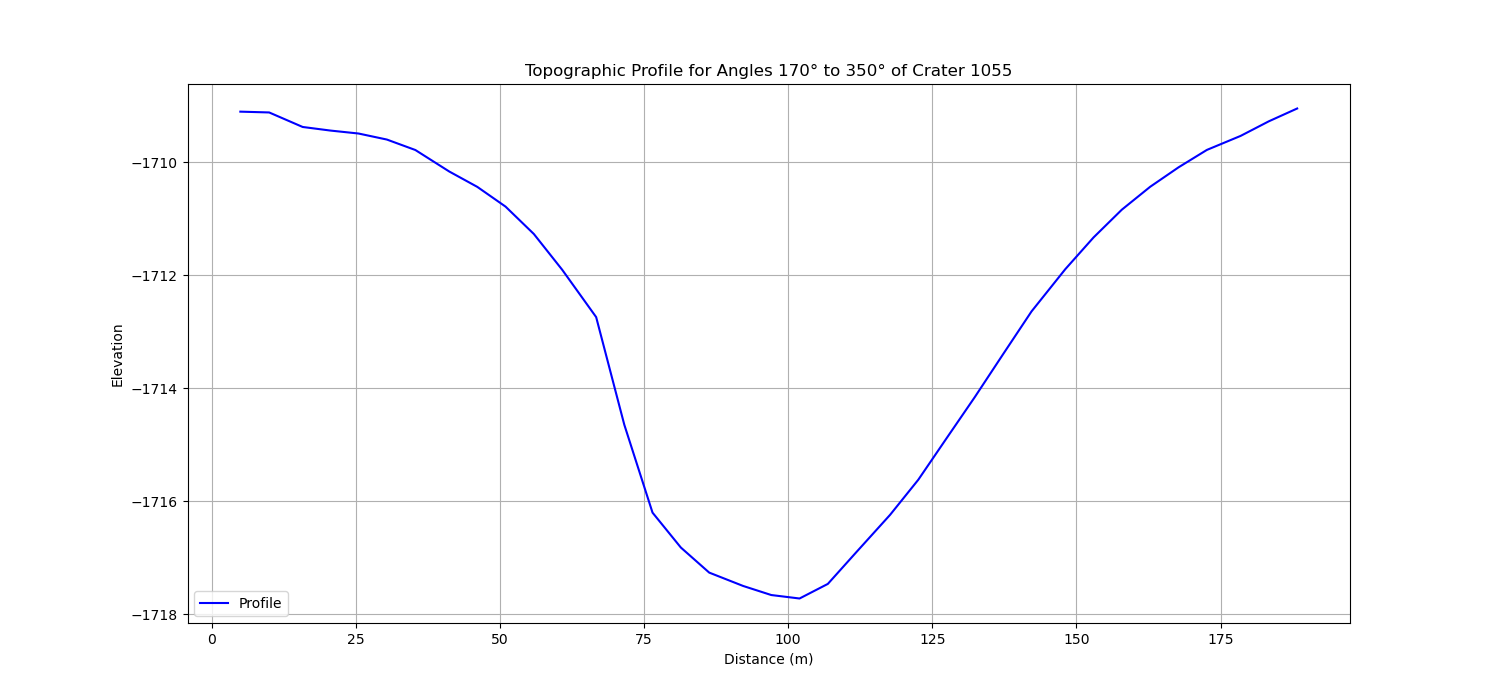 Topographic Profile for Angles 170° to 350° of Crater 1055
Elevation
−1710
−1712
−1714
−1716
−1718
Profile
0 25 50 75 100 125 150 175
Distance (m)